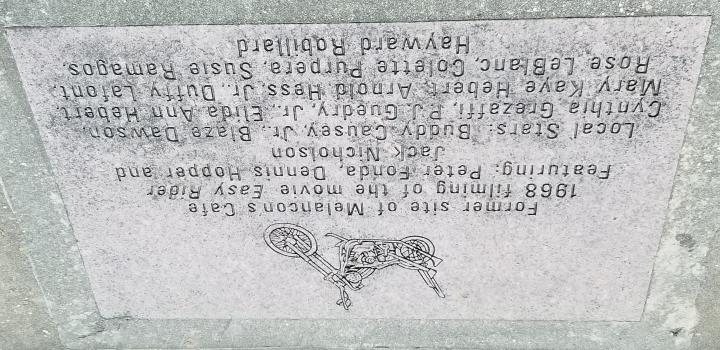 Former site of Melancon's Cafe
1968 filming of the movie Easy Rider
Featuring: Peter Fonda, Dennis Hopper and
Jack Nicholson
Local Stars: Buddy Causey, Jr., Blaze Dawson,
Cynthia Grezaffi, P.J. Guedry, Jr., Elida Ann Hebert,
Mary Kaye Hebert, Arnold Hess, Jr., Duffy Lafont,
Rose LeBlanc, Colette Purpera, Susie Ramagos,
Hayward Robillard